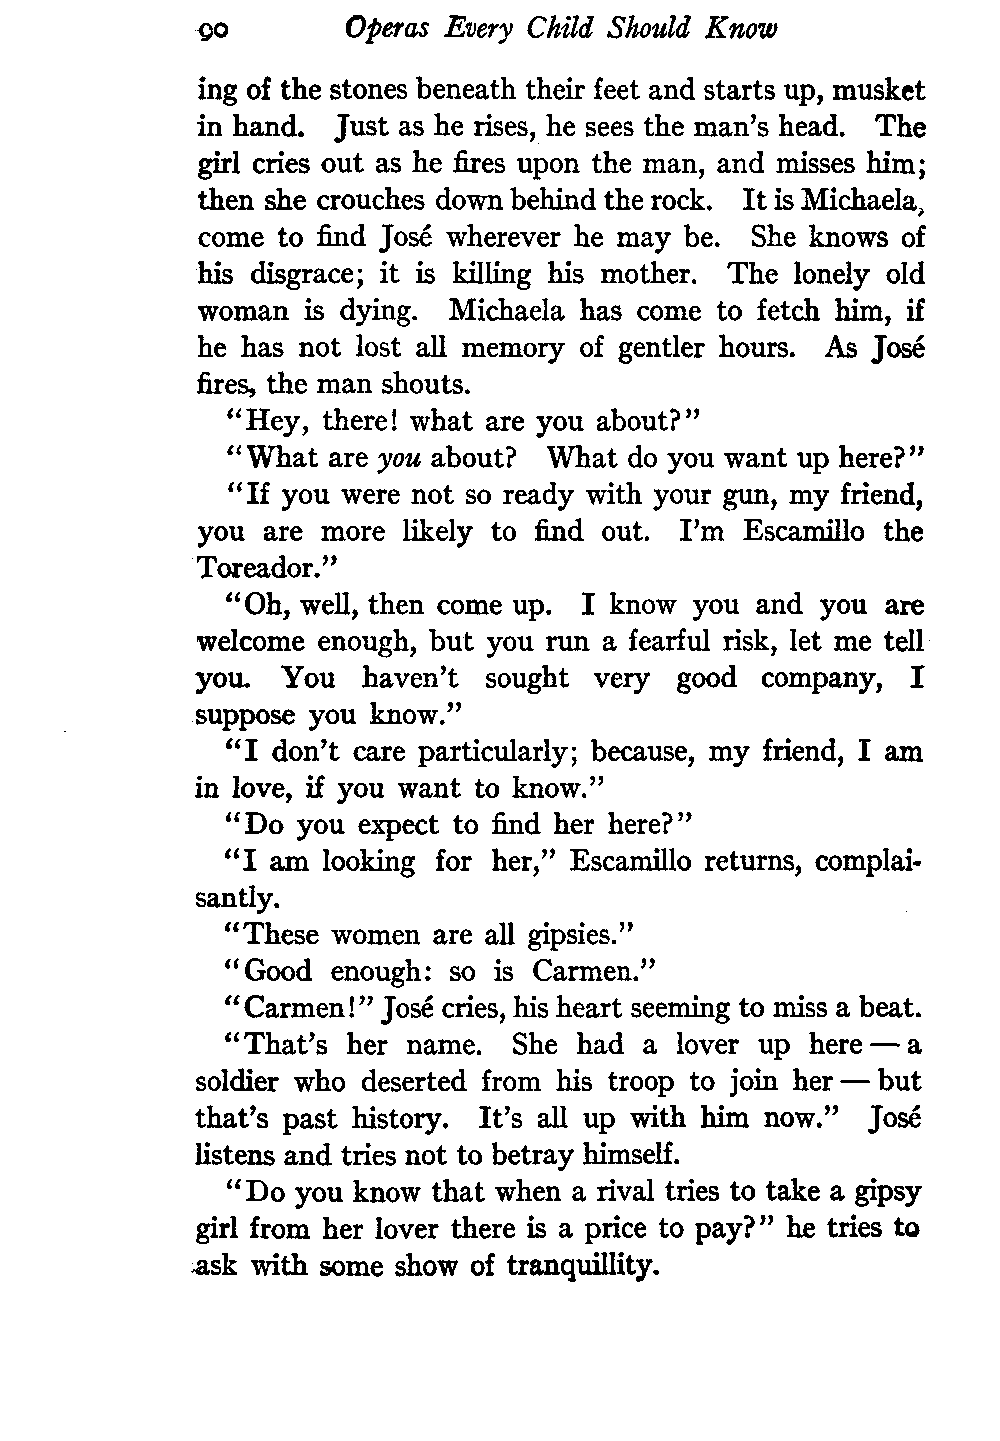 90 Operas Every Child Should Know
ing of the stones beneath their feet and starts up, musket
in hand. Just as he rises, he sees the man's head. The
girl cries out as he fires upon the man, and misses him;
then she crouches down behind the rock. It is Michaela,
come to find José wherever he may be. She knows of
his disgrace; it is killing his mother. The lonely old
woman is dying. Michaela has come to fetch him, if
he has not lost all memory of gentler hours. As José
fires, the man shouts.
"Hey, there! what are you about?"
"What are you about? What do you want up here?"
"If you were not so ready with your gun, my friend,
you are more likely to find out. I'm Escamillo the
Toreador."
"Oh, well, then come up. I know you and you are
welcome enough, but you run a fearful risk, let me tell
you. You haven't sought very good company, I
suppose you know."
"I don't care particularly; because, my friend, I am
in love, if you want to know."
"Do you expect to find her here?"
"I am looking for her," Escamillo returns, complai-
santly.
"These women are all gipsies."
"Good enough: so is Carmen."
"Carmen!" José cries, his heart seeming to miss a beat.
"That's her name. She had a lover up here — a
soldier who deserted from his troop to join her — but
that's past history. It's all up with him now." José
listens and tries not to betray himself.
"Do you know that when a rival tries to take a gipsy
girl from her lover there is a price to pay?" he tries to
ask with some show of tranquillity.